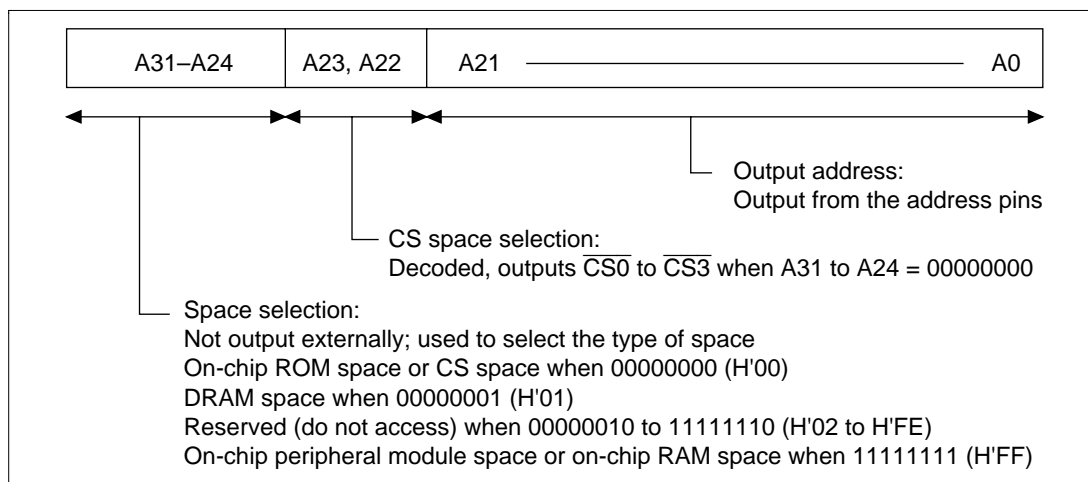 A31–A24 A23, A22 A21 A0
Output address:
Output from the address pins
CS space selection:
Decoded, outputs C̅S̅0̅ to C̅S̅3̅ when A31 to A24 = 00000000
Space selection:
Not output externally; used to select the type of space
On-chip ROM space or CS space when 00000000 (H'00)
DRAM space when 00000001 (H'01)
Reserved (do not access) when 00000010 to 11111110 (H'02 to H'FE)
On-chip peripheral module space or on-chip RAM space when 11111111 (H'FF)